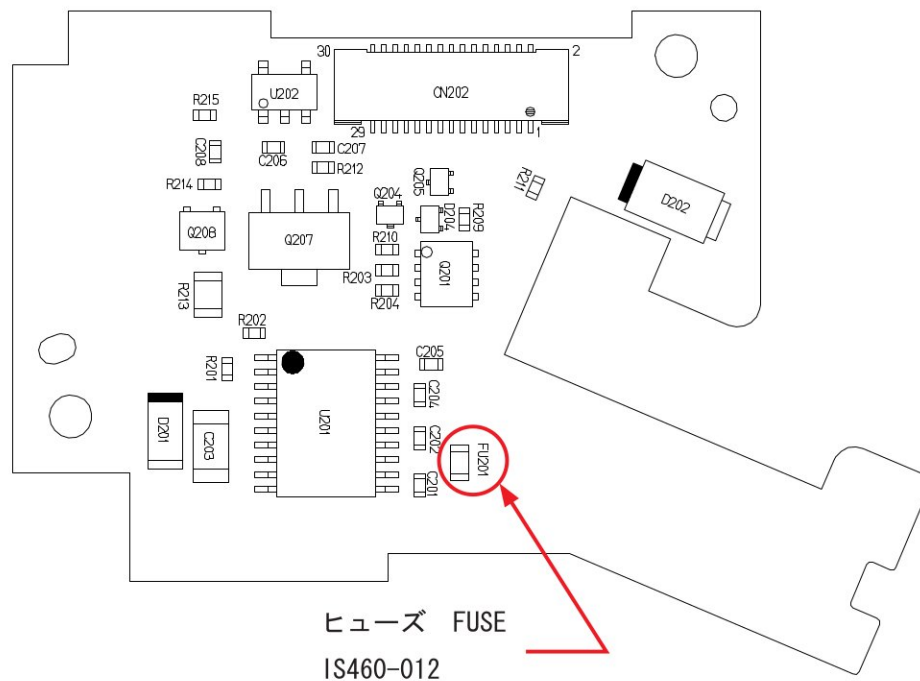 30
2
U202
CN202
R215
29
1
C208
C206
C207
R212
R214
Q204
Q205
R211
D202
Q208
Q207
D204
R209
R210
R203
Q201
R213
R204
R202
C205
R201
C204
U201
D201
C203
C202
FU201
C201
ヒューズ FUSE
IS460-012